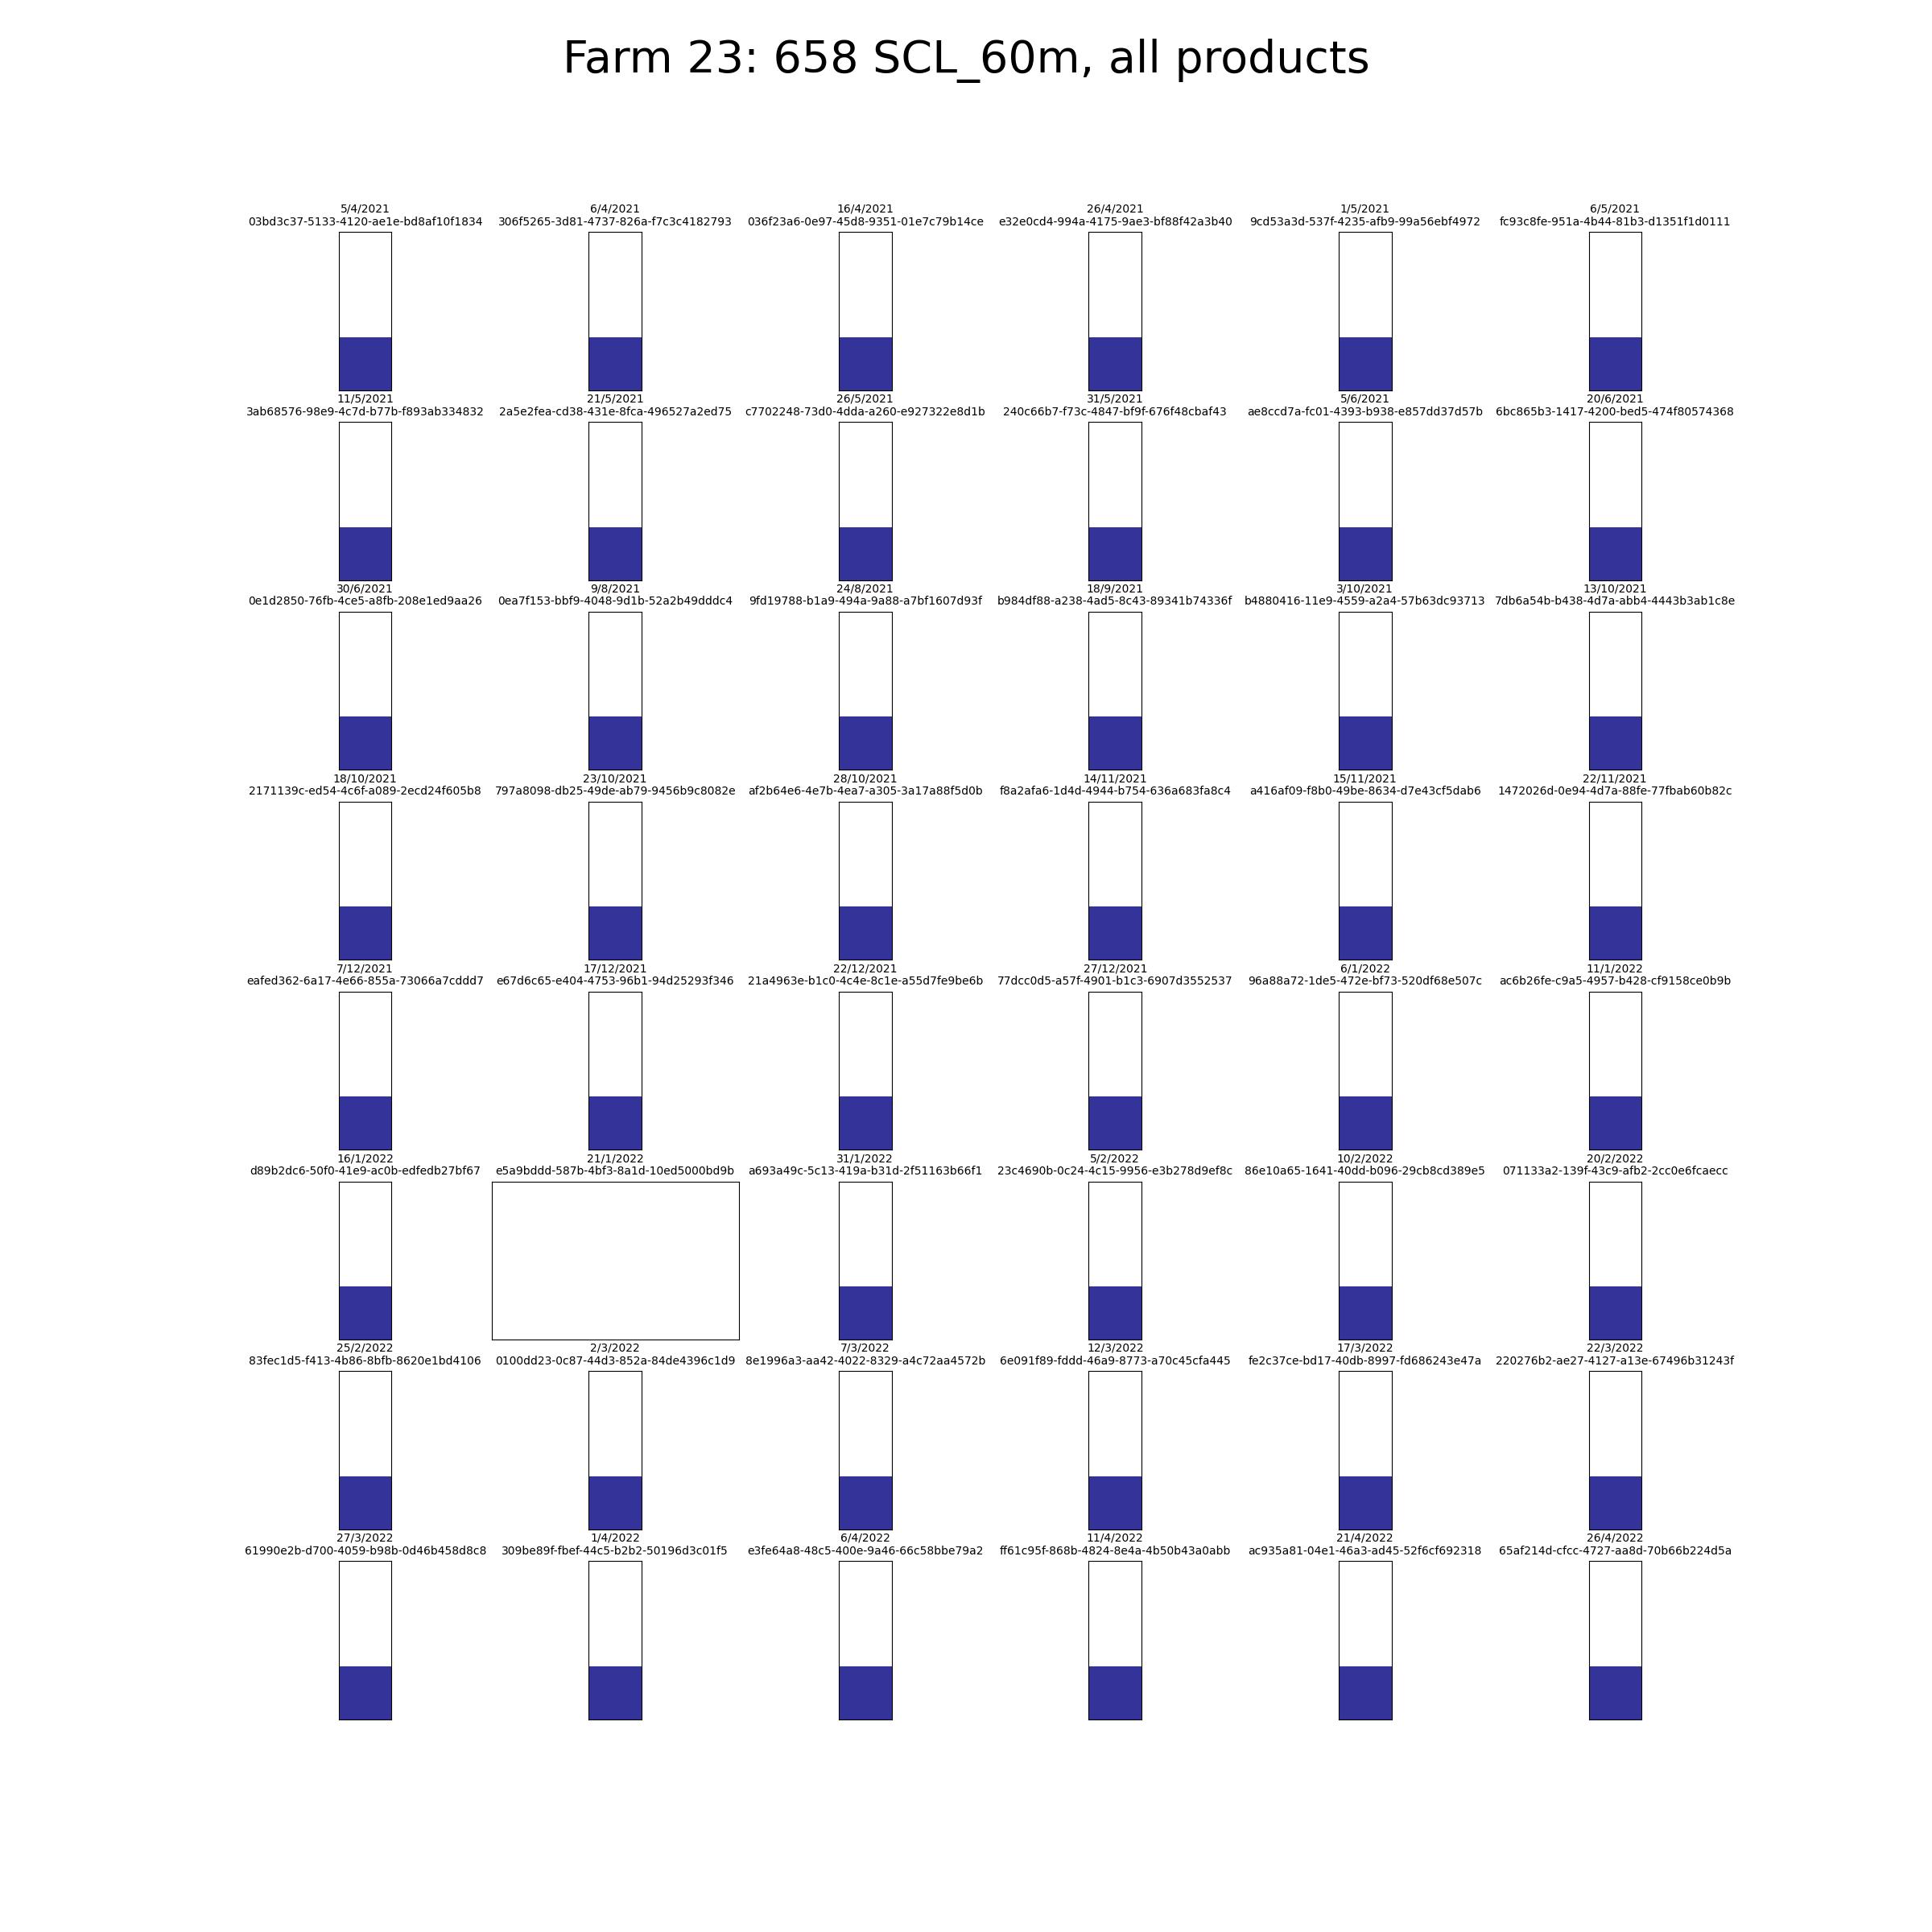 Farm 23: 658 SCL_60m, all products
5/4/2021
03bd3c37-5133-4120-ae1e-bd8af10f1834
6/4/2021
306f5265-3d81-4737-826a-f7c3c4182793
16/4/2021
036f23a6-0e97-45d8-9351-01e7c79b14ce
26/4/2021
e32e0cd4-994a-4175-9ae3-bf88f42a3b40
1/5/2021
9cd53a3d-537f-4235-afb9-99a56ebf4972
6/5/2021
fc93c8fe-951a-4b44-81b3-d1351f1d0111
11/5/2021
3ab68576-98e9-4c7d-b77b-f893ab334832
21/5/2021
2a5e2fea-cd38-431e-8fca-496527a2ed75
26/5/2021
c7702248-73d0-4dda-a260-e927322e8d1b
31/5/2021
240c66b7-f73c-4847-bf9f-676f48cbaf43
5/6/2021
ae8ccd7a-fc01-4393-b938-e857dd37d57b
20/6/2021
6bc865b3-1417-4200-bed5-474f80574368
30/6/2021
0e1d2850-76fb-4ce5-a8fb-208e1ed9aa26
9/8/2021
0ea7f153-bbf9-4048-9d1b-52a2b49dddc4
24/8/2021
9fd19788-b1a9-494a-9a88-a7bf1607d93f
18/9/2021
b984df88-a238-4ad5-8c43-89341b74336f
3/10/2021
b4880416-11e9-4559-a2a4-57b63dc93713
13/10/2021
7db6a54b-b438-4d7a-abb4-4443b3ab1c8e
18/10/2021
2171139c-ed54-4c6f-a089-2ecd24f605b8
23/10/2021
797a8098-db25-49de-ab79-9456b9c8082e
28/10/2021
af2b64e6-4e7b-4ea7-a305-3a17a88f5d0b
14/11/2021
f8a2afa6-1d4d-4944-b754-636a683fa8c4
15/11/2021
a416af09-f8b0-49be-8634-d7e43cf5dab6
22/11/2021
1472026d-0e94-4d7a-88fe-77fbab60b82c
7/12/2021
eafed362-6a17-4e66-855a-73066a7cddd7
17/12/2021
e67d6c65-e404-4753-96b1-94d25293f346
22/12/2021
21a4963e-b1c0-4c4e-8c1e-a55d7fe9be6b
27/12/2021
77dcc0d5-a57f-4901-b1c3-6907d3552537
6/1/2022
96a88a72-1de5-472e-bf73-520df68e507c
11/1/2022
ac6b26fe-c9a5-4957-b428-cf9158ce0b9b
16/1/2022
d89b2dc6-50f0-41e9-ac0b-edfedb27bf67
21/1/2022
e5a9bddd-587b-4bf3-8a1d-10ed5000bd9b
31/1/2022
a693a49c-5c13-419a-b31d-2f51163b66f1
5/2/2022
23c4690b-0c24-4c15-9956-e3b278d9ef8c
10/2/2022
86e10a65-1641-40dd-b096-29cb8cd389e5
20/2/2022
071133a2-139f-43c9-afb2-2cc0e6fcaecc
25/2/2022
83fec1d5-f413-4b86-8bfb-8620e1bd4106
2/3/2022
0100dd23-0c87-44d3-852a-84de4396c1d9
7/3/2022
8e1996a3-aa42-4022-8329-a4c72aa4572b
12/3/2022
6e091f89-fddd-46a9-8773-a70c45cfa445
17/3/2022
fe2c37ce-bd17-40db-8997-fd686243e47a
22/3/2022
220276b2-ae27-4127-a13e-67496b31243f
27/3/2022
61990e2b-d700-4059-b98b-0d46b458d8c8
1/4/2022
309be89f-fbef-44c5-b2b2-50196d3c01f5
6/4/2022
e3fe64a8-48c5-400e-9a46-66c58bbe79a2
11/4/2022
ff61c95f-868b-4824-8e4a-4b50b43a0abb
21/4/2022
ac935a81-04e1-46a3-ad45-52f6cf692318
26/4/2022
65af214d-cfcc-4727-aa8d-70b66b224d5a